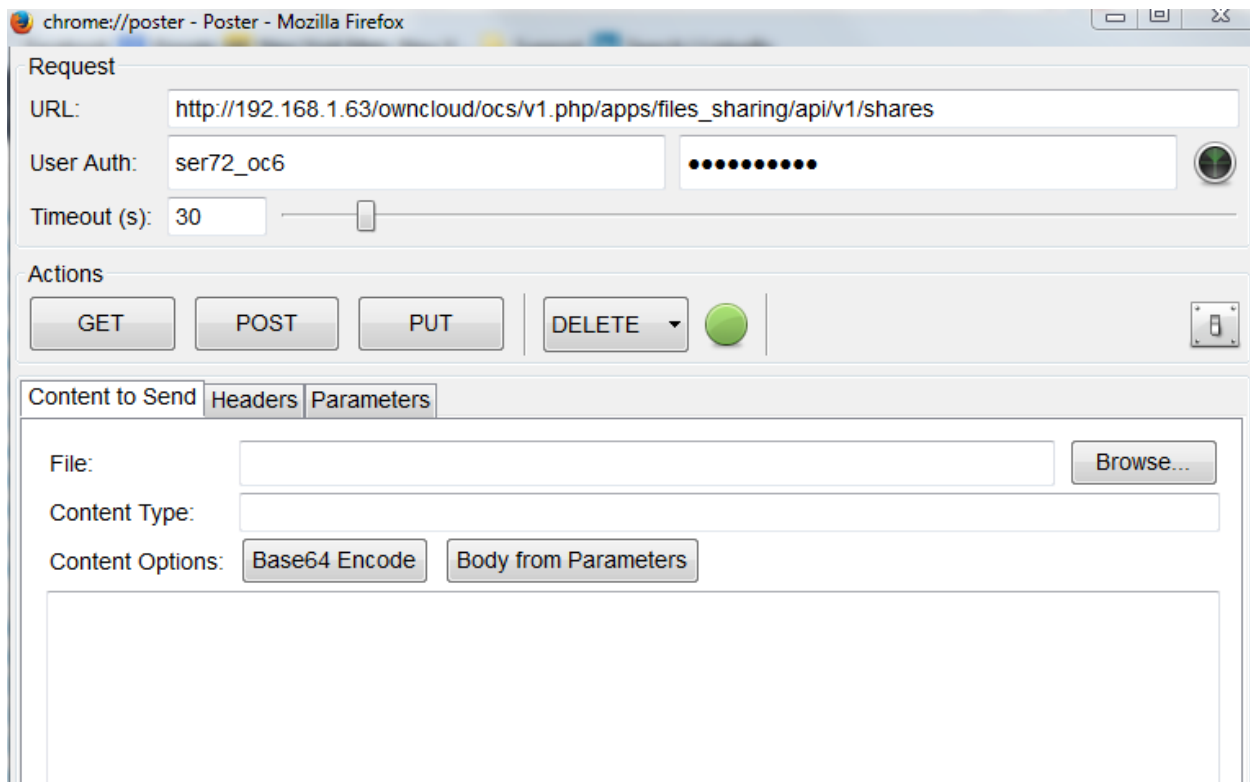 chrome://poster - Poster - Mozilla Firefox
Request
URL: http://192.168.1.63/owncloud/ocs/v1.php/apps/files_sharing/api/v1/shares
User Auth: ser72_oc6 ●●●●●●●●●●
Timeout (s): 30
Actions
GET POST PUT DELETE
Content to Send Headers Parameters
File: Browse...
Content Type:
Content Options: Base64 Encode Body from Parameters